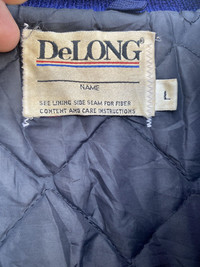 DeLONG®
NAME
SEE LINING SIDE SEAM FOR FIBER
CONTENT AND CARE INSTRUCTIONS
L